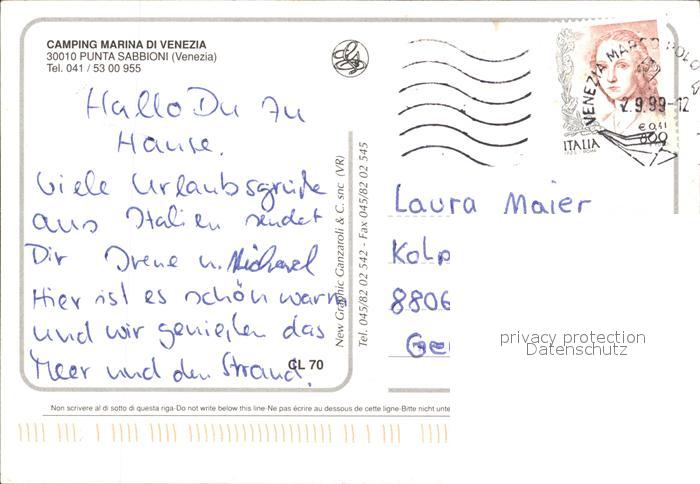 CAMPING MARINA DI VENEZIA
30010 PUNTA SABBIONI (Venezia)
Tel. 041 / 53 00 955
Hallo Du zu
Hause.
Viele Urlaubsgrüße
aus Italien sendet
Dir Irene u. Michael
Hier ist es schön warm
und wir genießen das
Meer und den Strand.
CL 70
New Graphic Ganzaroli & C. snc (VR)
Tel. 045/82 02 542 - Fax 045/82 02 545
VENEZIA MARCO POLO
2.9.99-12
€ 0,41
800
ITALIA
Laura Maier
Kolp
8806
Ger
privacy protection
Datenschutz
Non scrivere al di sotto di questa riga-Do not write below this line-Ne pas écrire au dessous de cette ligne-Bitte nicht unte